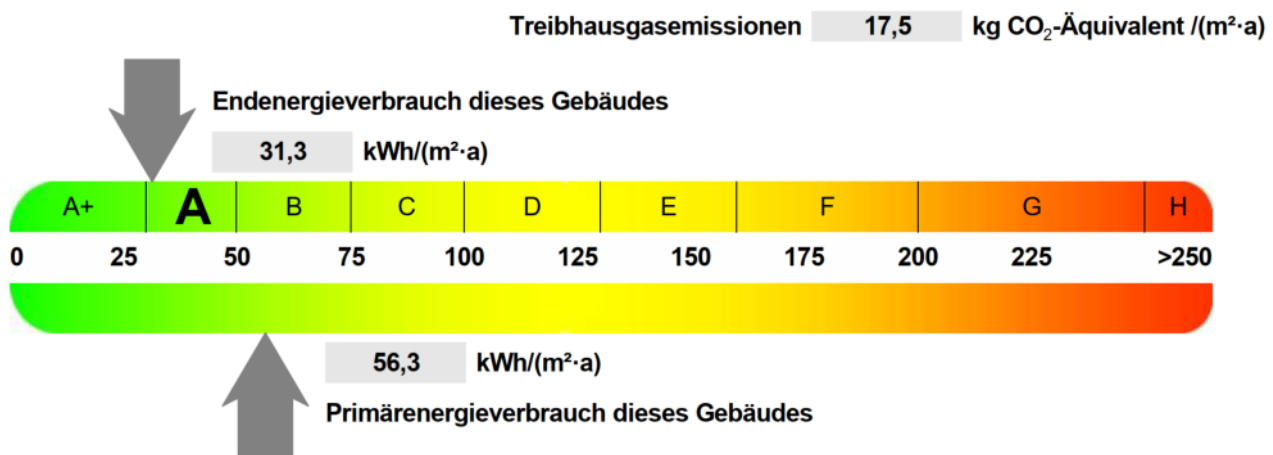 Treibhausgasemissionen 17,5 kg CO₂-Äquivalent /(m²·a)
Endenergieverbrauch dieses Gebäudes
31,3 kWh/(m²·a)
A+ A B C D E F G H
0 25 50 75 100 125 150 175 200 225 >250
56,3 kWh/(m²·a)
Primärenergieverbrauch dieses Gebäudes